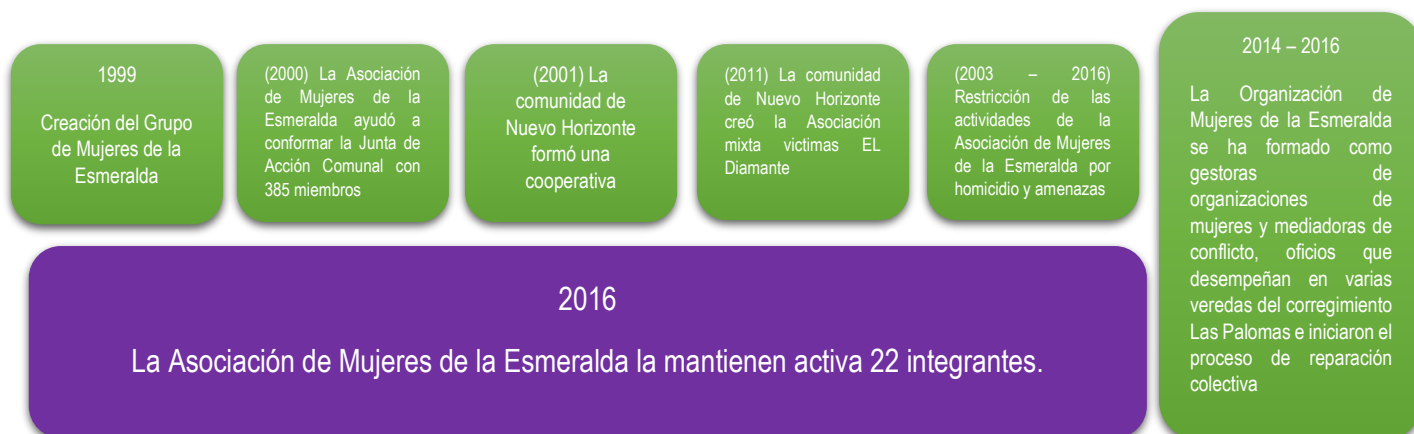 1999
Creación del Grupo
de Mujeres de la
Esmeralda
(2000) La Asociación
de Mujeres de la
Esmeralda ayudó a
conformar la Junta de
Acción Comunal con
385 miembros
(2001) La
comunidad de
Nuevo Horizonte
formó una
cooperativa
(2011) La comunidad
de Nuevo Horizonte
creó la Asociación
mixta victimas EL
Diamante
(2003 – 2016)
Restricción de las
actividades de la
Asociación de Mujeres
de la Esmeralda por
homicidio y amenazas
2014 – 2016
La Organización de
Mujeres de la Esmeralda
se ha formado como
gestoras de
organizaciones de
mujeres y mediadoras de
conflicto, oficios que
desempeñan en varias
veredas del corregimiento
Las Palomas e iniciaron el
proceso de reparación
colectiva
2016
La Asociación de Mujeres de la Esmeralda la mantienen activa 22 integrantes.